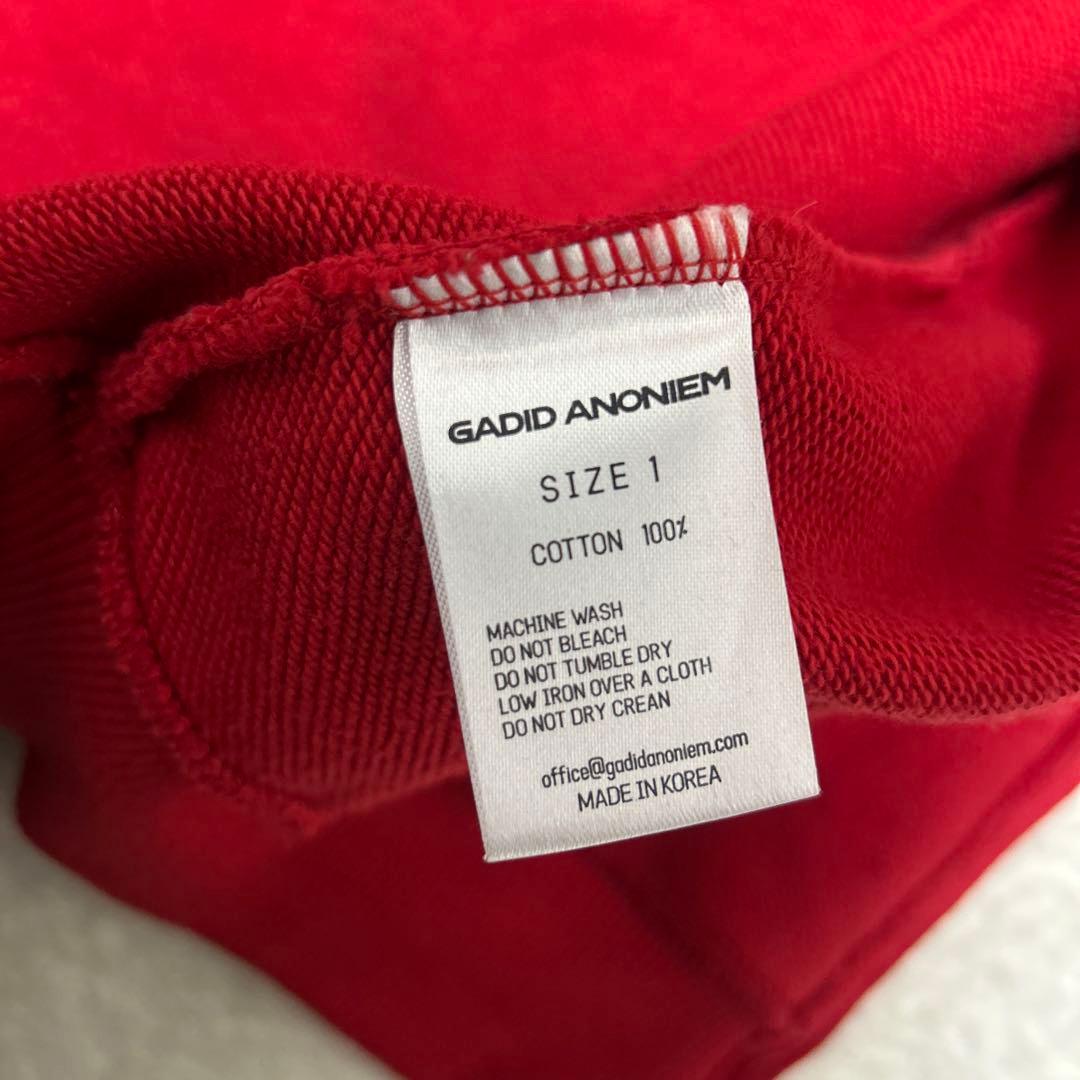 GADID ANONIEM
SIZE 1
COTTON 100%
MACHINE WASH
DO NOT BLEACH
DO NOT TUMBLE DRY
LOW IRON OVER A CLOTH
DO NOT DRY CREAN
office@gadidanoniem.com
MADE IN KOREA